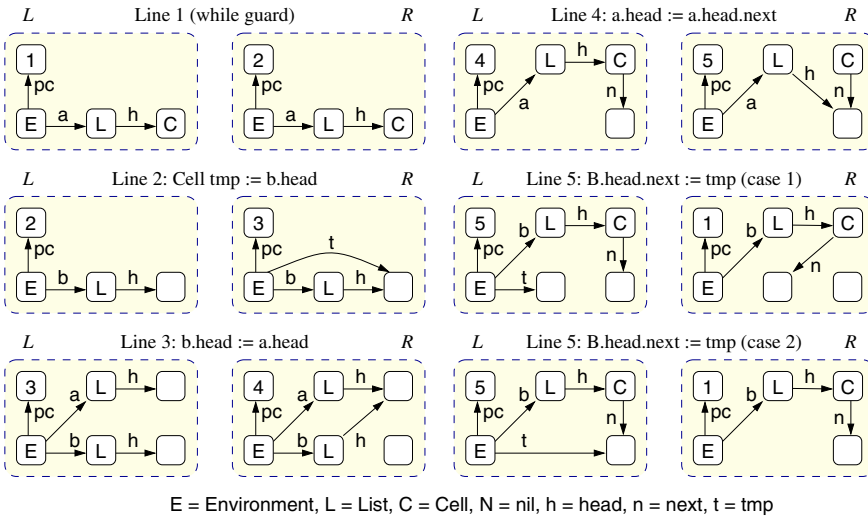 L Line 1 (while guard) R
1
pc
E a L h C
2
pc
E a L h C
L Line 4: a.head := a.head.next R
4 L h C
pc n
E a
5 L C
pc h n
E a
L Line 2: Cell tmp := b.head R
2
pc
E b L h
3
pc t
E b L h
L Line 5: B.head.next := tmp (case 1) R
5 L h C
pc b n
E t
1 L h C
pc b n
E
L Line 3: b.head := a.head R
3 L h
pc a
E b L h
4 L h
pc a
E b L h
L Line 5: B.head.next := tmp (case 2) R
5 L h C
pc b n
E t
1 L h C
pc b n
E
E = Environment, L = List, C = Cell, N = nil, h = head, n = next, t = tmp